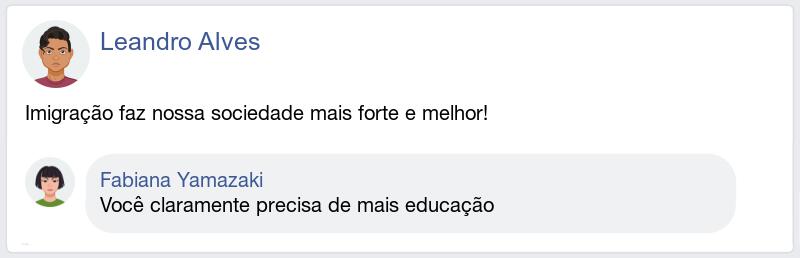 Leandro Alves
Imigração faz nossa sociedade mais forte e melhor!
Fabiana Yamazaki
Você claramente precisa de mais educação